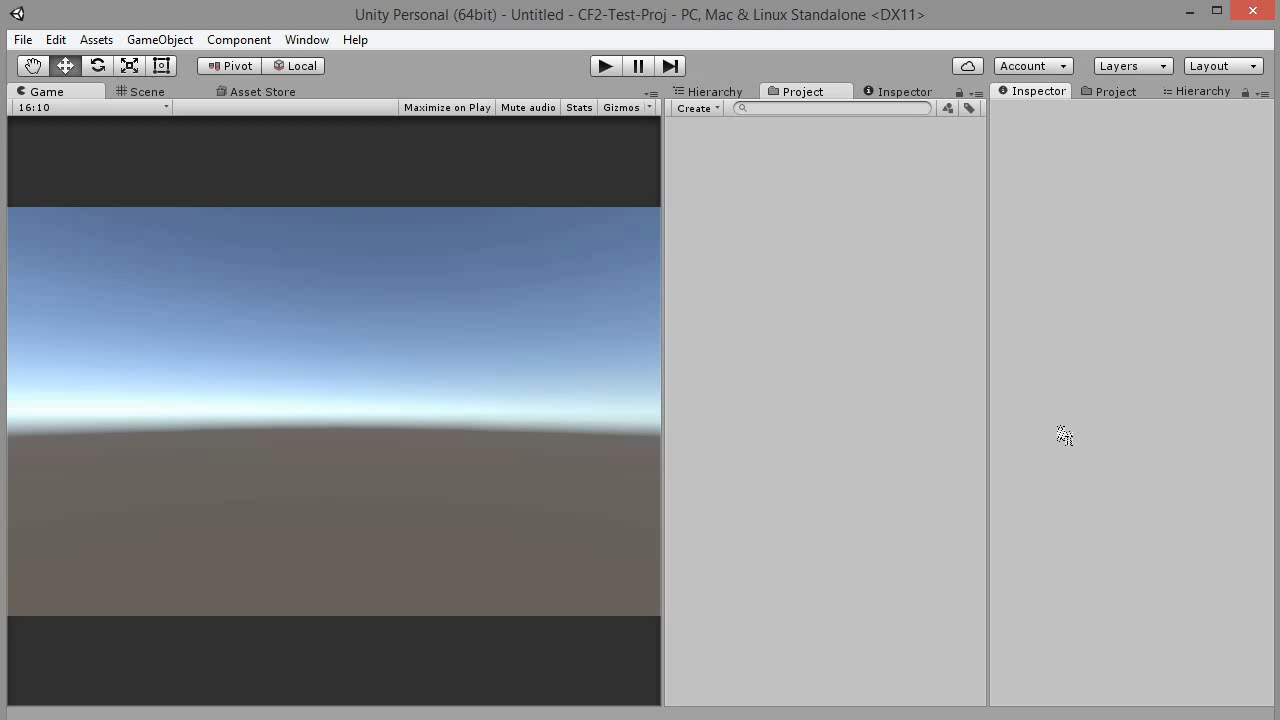 Unity Personal (64bit) - Untitled - CF2-Test-Proj - PC, Mac & Linux Standalone <DX11>
File Edit Assets GameObject Component Window Help
Pivot Local Account Layers Layout
Game Scene Asset Store Hierarchy Project Inspector Inspector Project Hierarchy
16:10 Maximize on Play Mute audio Stats Gizmos Create